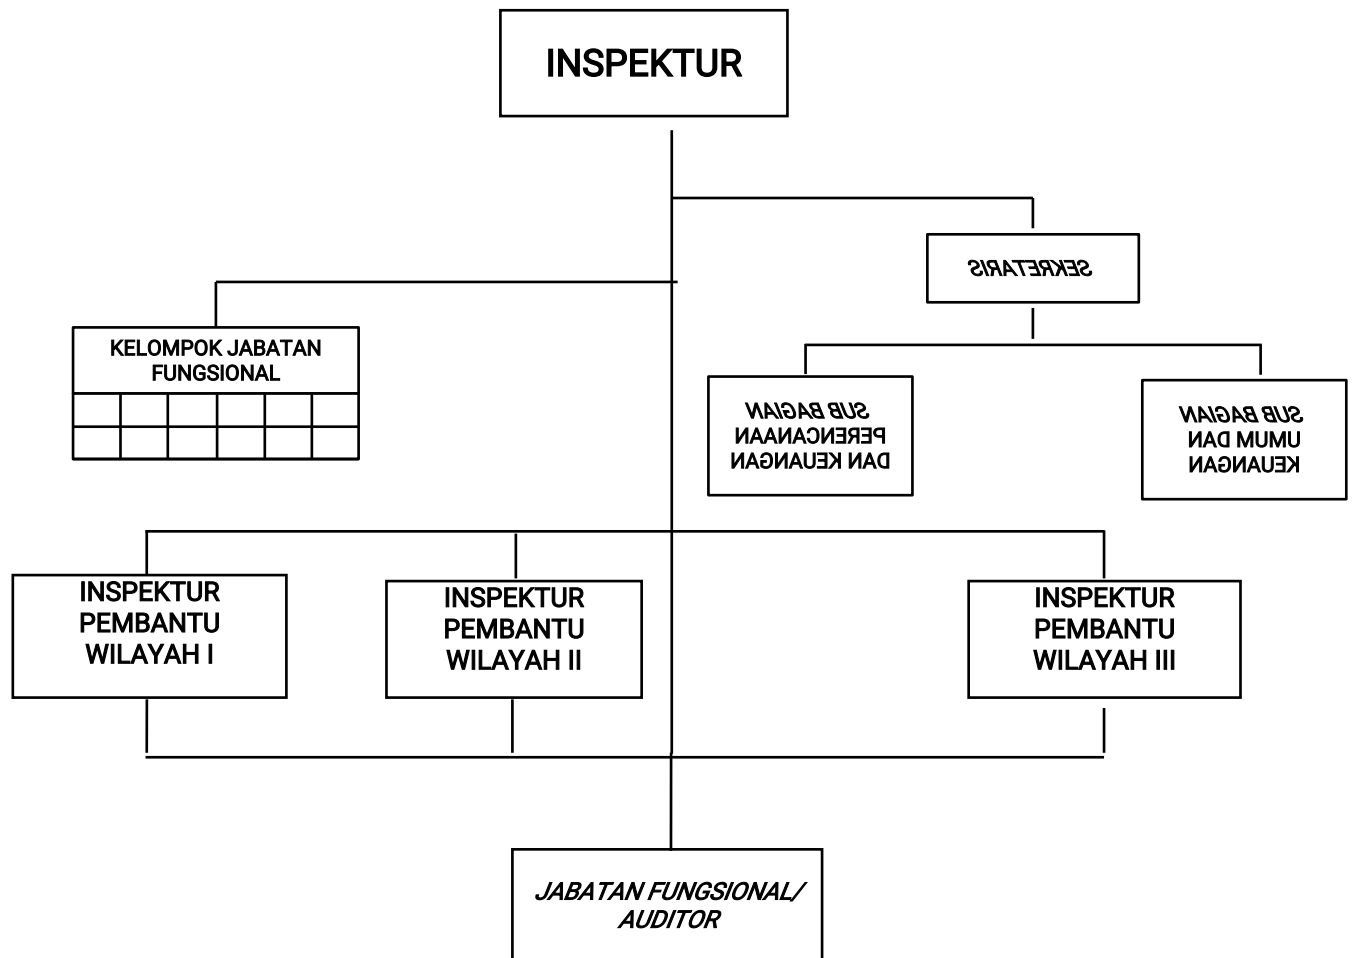 INSPEKTUR
SEKRETARIS
KELOMPOK JABATAN
FUNGSIONAL
SUB BAGIAN
PERENCANAAN
DAN KEUANGAN
SUB BAGIAN
UMUM DAN
KEUANGAN
INSPEKTUR
PEMBANTU
WILAYAH I
INSPEKTUR
PEMBANTU
WILAYAH II
INSPEKTUR
PEMBANTU
WILAYAH III
JABATAN FUNGSIONAL/
AUDITOR